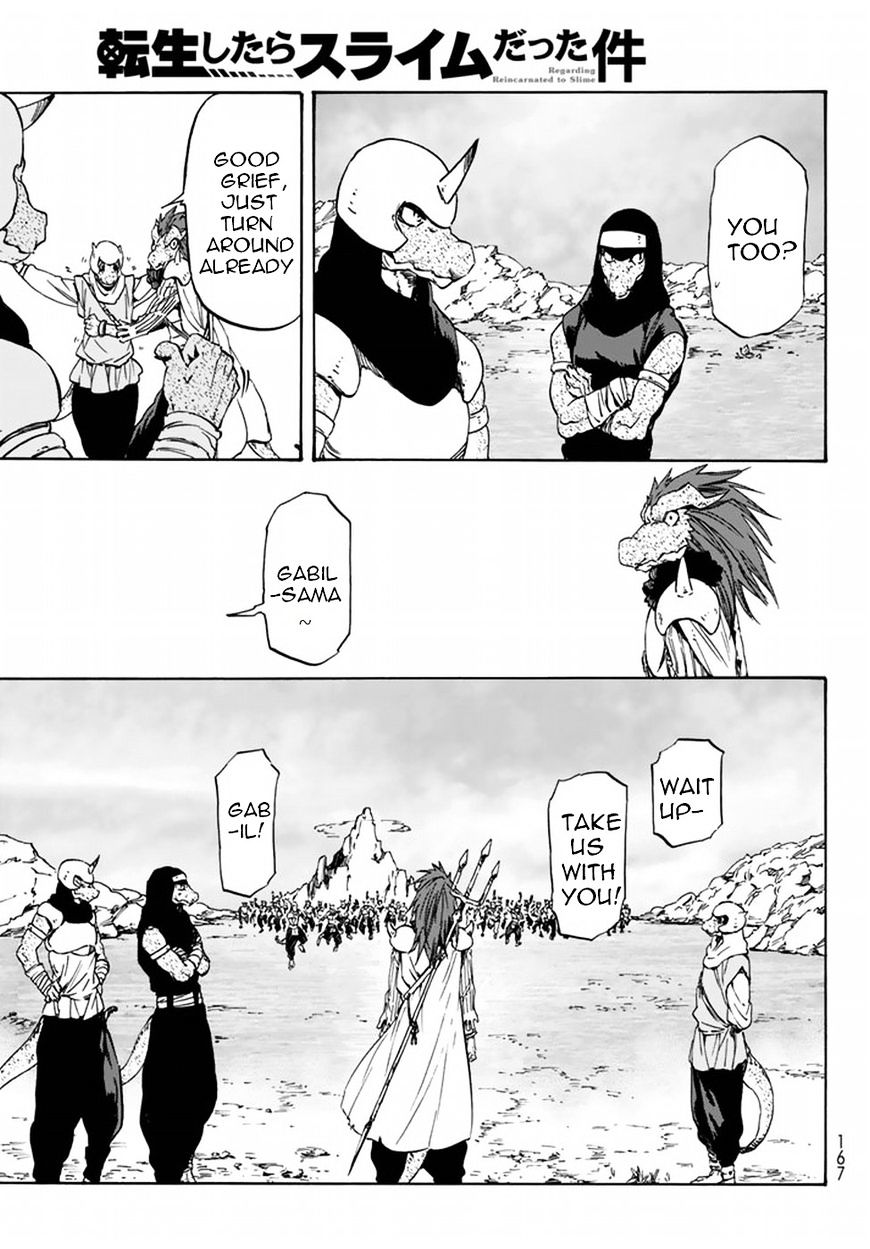 転生したらスライムだった件
Regarding
Reincarnated to Slime
YOU
TOO?
GOOD
GRIEF,
JUST
TURN
AROUND
ALREADY
GABIL
-SAMA
~
WAIT
UP-
TAKE
US
WITH
YOU!
GAB
-IL!
167